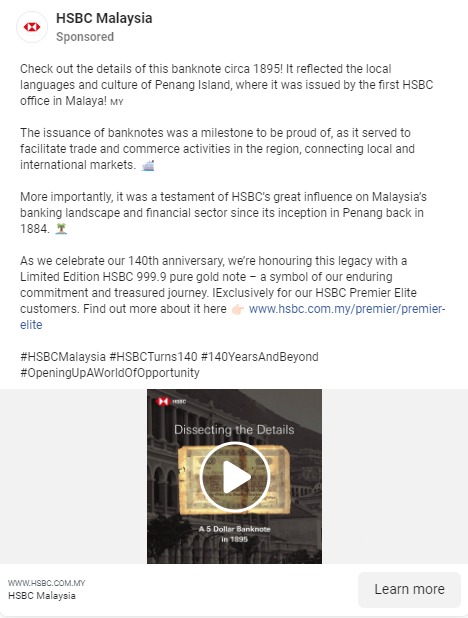 HSBC Malaysia
Sponsored
Check out the details of this banknote circa 1895! It reflected the local
languages and culture of Penang Island, where it was issued by the first HSBC
office in Malaya! MY
The issuance of banknotes was a milestone to be proud of, as it served to
facilitate trade and commerce activities in the region, connecting local and
international markets. 🚢
More importantly, it was a testament of HSBC's great influence on Malaysia's
banking landscape and financial sector since its inception in Penang back in
1884. 🏝️
As we celebrate our 140th anniversary, we're honouring this legacy with a
Limited Edition HSBC 999.9 pure gold note – a symbol of our enduring
commitment and treasured journey. IExclusively for our HSBC Premier Elite
customers. Find out more about it here 👉🏻 www.hsbc.com.my/premier/premier-
elite
#HSBCMalaysia #HSBCTurns140 #140YearsAndBeyond
#OpeningUpAWorldOfOpportunity
HSBC
Dissecting the Details
A 5 Dollar Banknote
in 1895
WWW.HSBC.COM.MY
HSBC Malaysia
Learn more